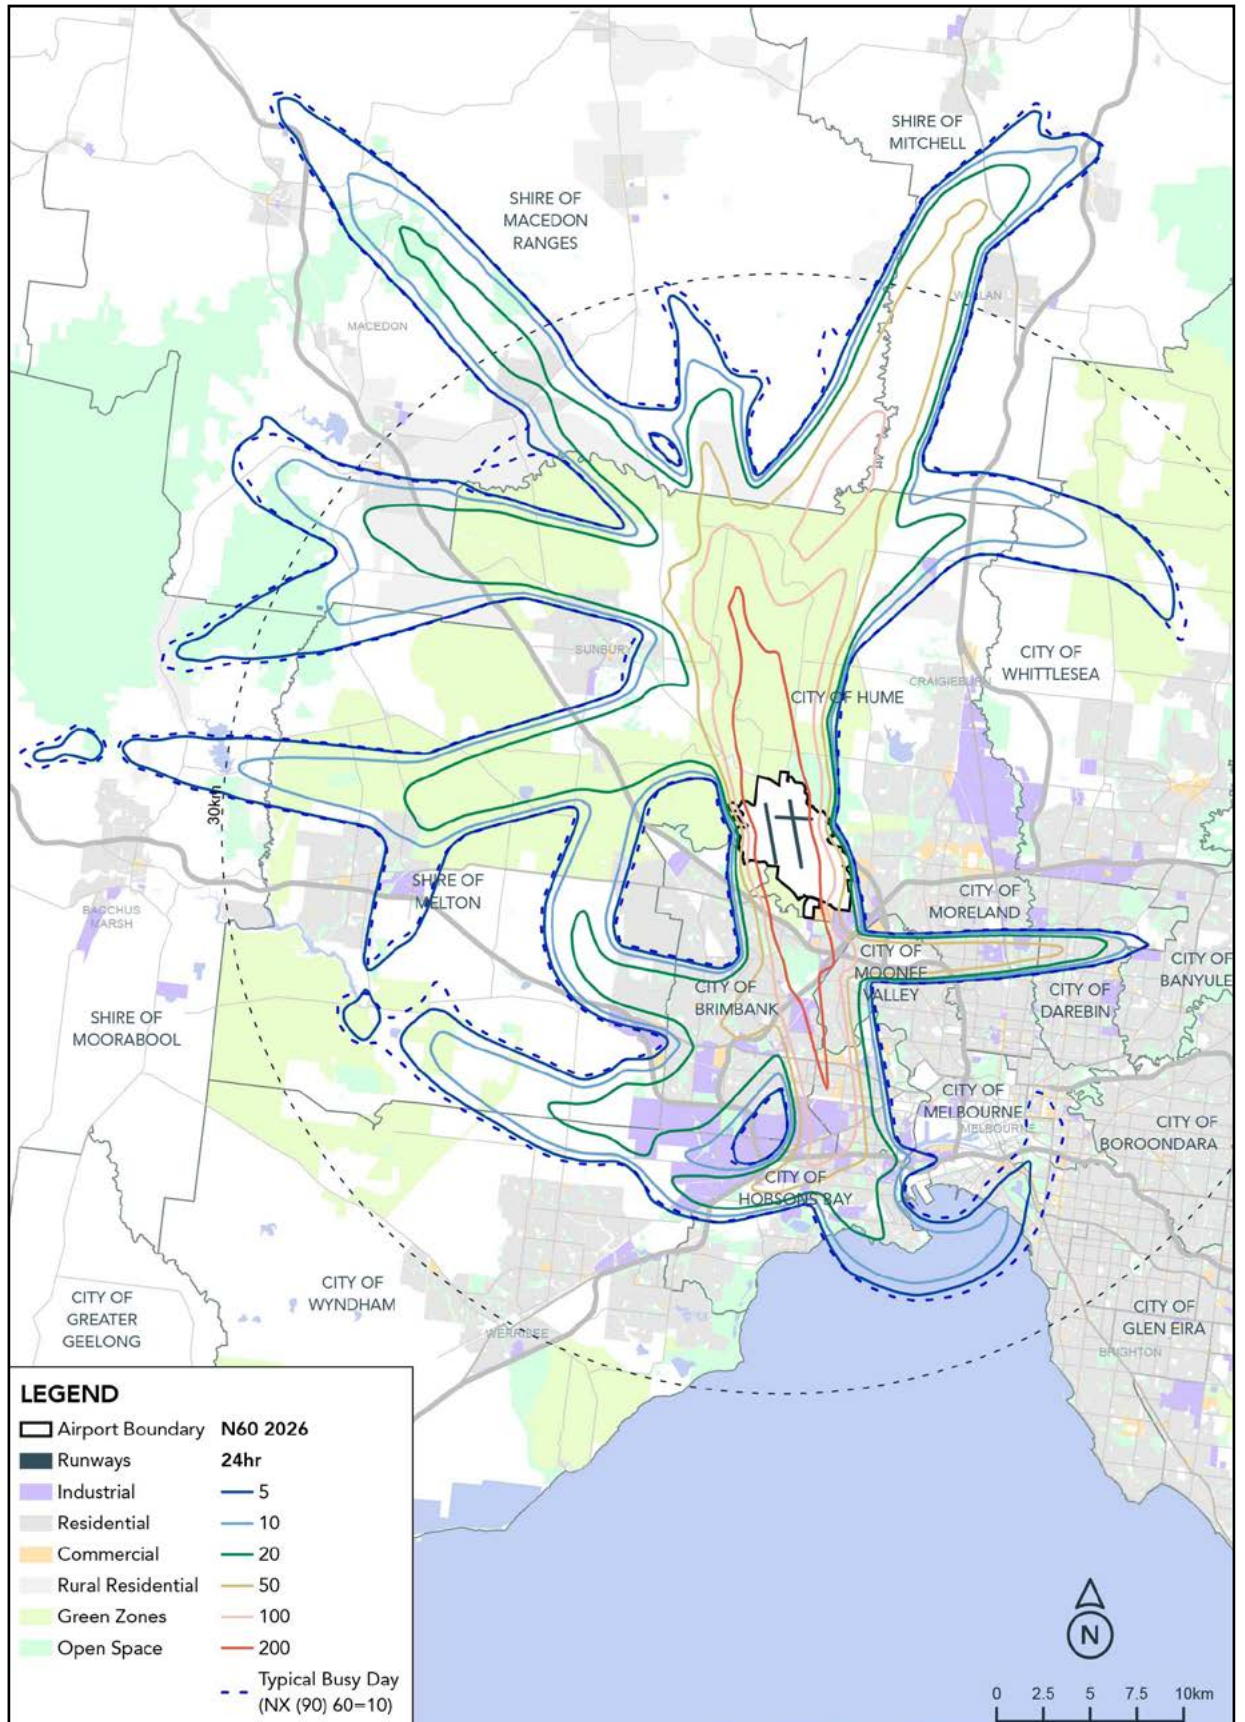 SHIRE OF
MITCHELL
SHIRE OF
MACEDON
RANGES
MACEDON
WALLAN
SUNBURY
CITY OF
WHITTLESEA
CRAIGIEBURN
CITY OF HUME
30km
SHIRE OF
MELTON
BACCHUS
MARSH
CITY OF
MORELAND
CITY OF
MOONEE
VALLEY
CITY OF
BANYULE
CITY OF
BRIMBANK
CITY OF
DAREBIN
SHIRE OF
MOORABOOL
CITY OF
MELBOURNE
MELBOURNE
CITY OF
BOROONDARA
CITY OF
HOBSONS BAY
CITY OF
WYNDHAM
CITY OF
GREATER
GEELONG
CITY OF
GLEN EIRA
WERRIBEE
BRIGHTON
LEGEND
Airport Boundary N60 2026
Runways 24hr
Industrial 5
Residential 10
Commercial 20
Rural Residential 50
Green Zones 100
Open Space 200
Typical Busy Day
(NX (90) 60=10)
N
0 2.5 5 7.5 10km